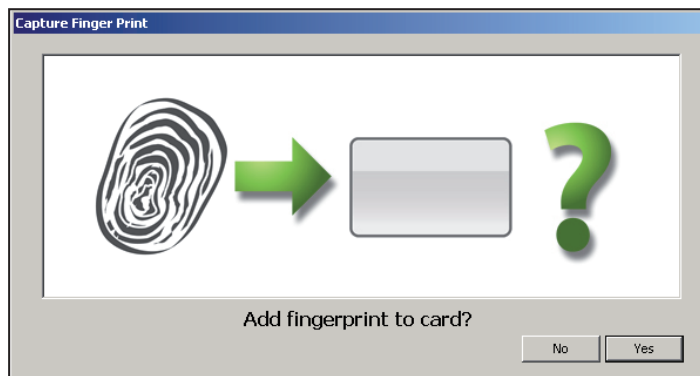 Capture Finger Print
?
Add fingerprint to card?
No Yes